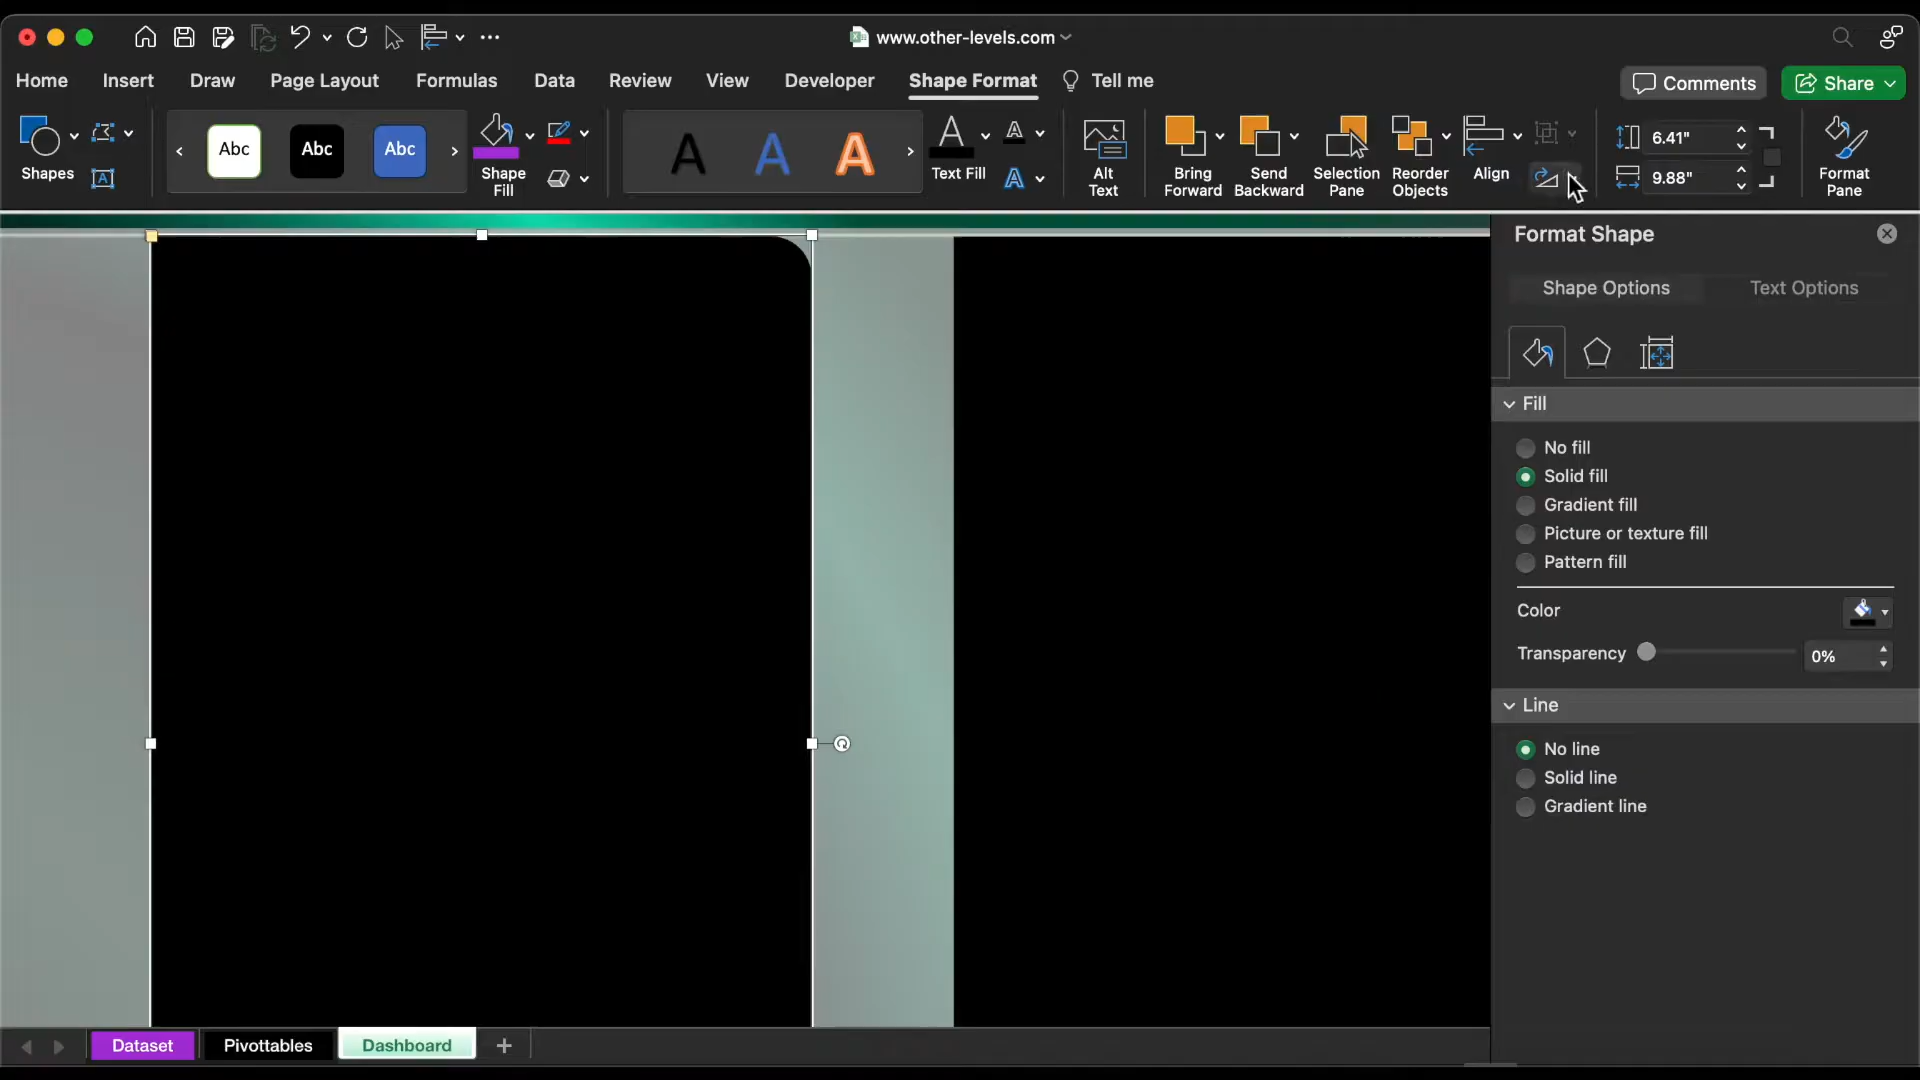 www.other-levels.com
Home Insert Draw Page Layout Formulas Data Review View Developer Shape Format Tell me Comments Share
Shapes
Abc Abc Abc
Shape
Fill
A A A
A
Text Fill
A
A
Alt
Text
Bring
Forward
Send
Backward
Selection
Pane
Reorder
Objects
Align
6.41"
9.88"
Format
Pane
Format Shape
Shape Options Text Options
Fill
No fill
Solid fill
Gradient fill
Picture or texture fill
Pattern fill
Color
Transparency 0%
Line
No line
Solid line
Gradient line
Dataset Pivottables Dashboard